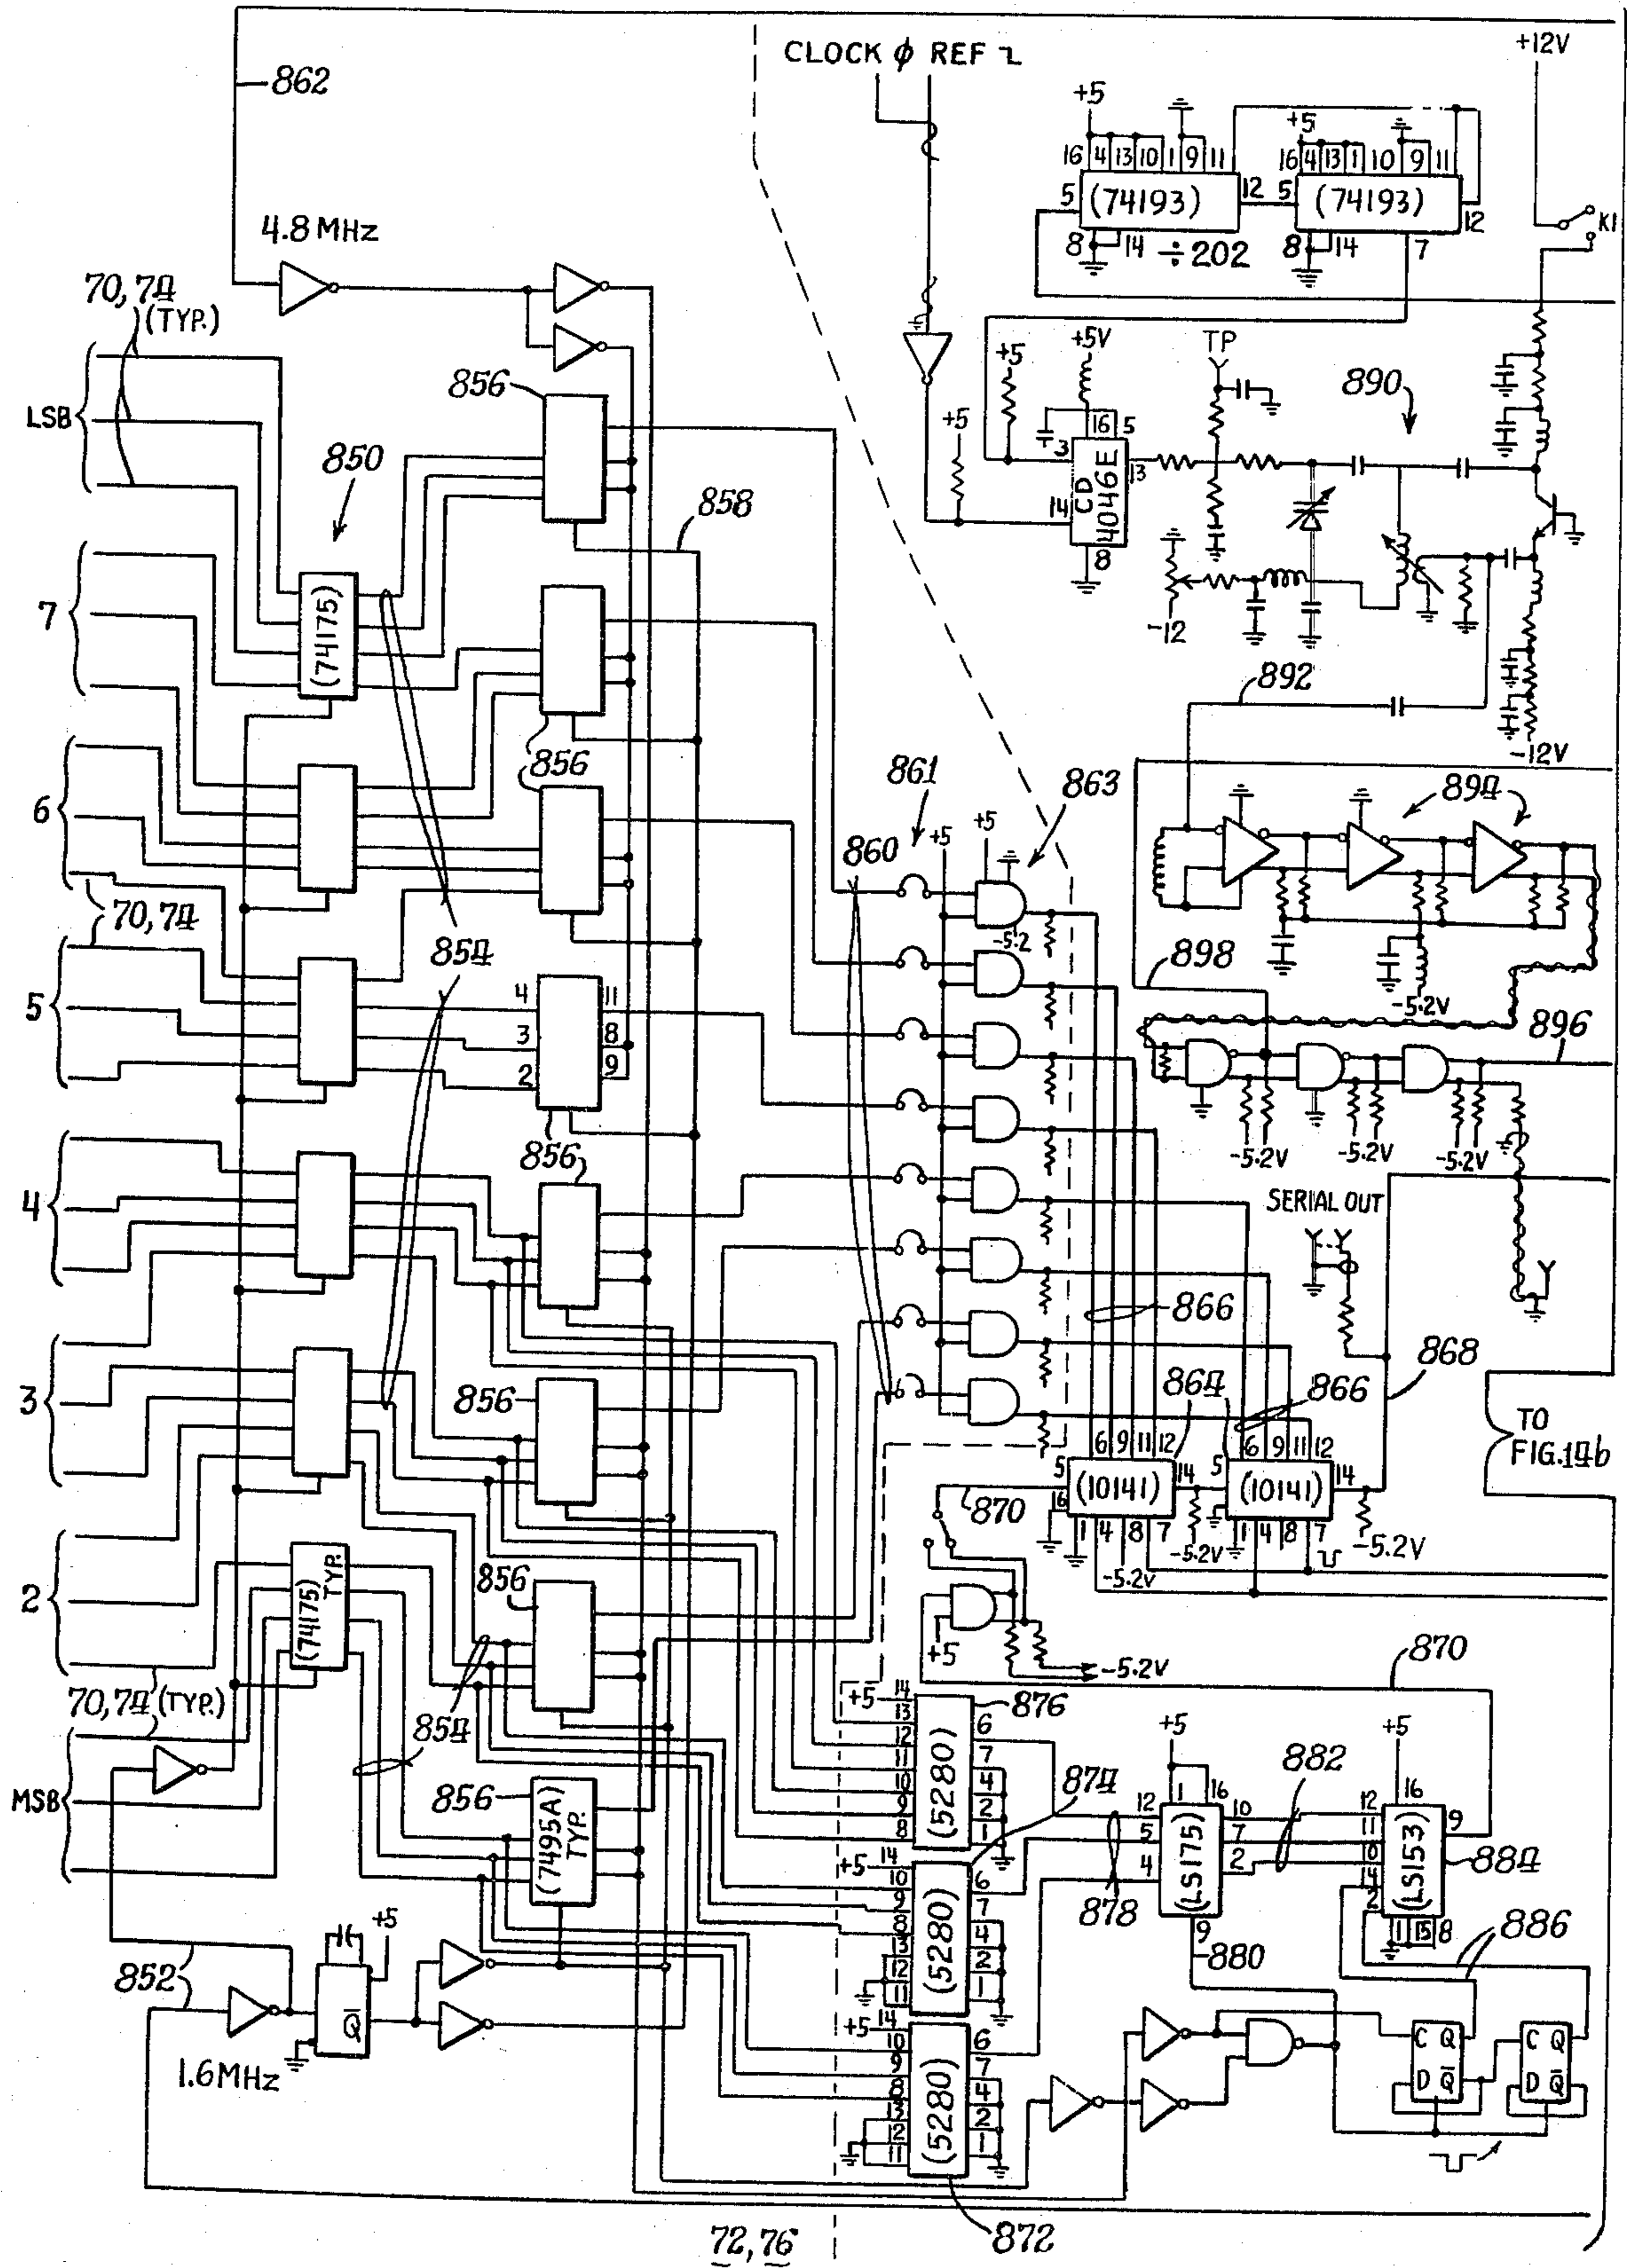 CLOCK ϕ REF 2
+12V
862
+5
+5
16 4 13 10 1 9 11
16 4 13 1 10 9 11
5 (74193) 12
5 (74193) 12
K1
8 14 ÷202
8 14 7
4.8 MHz
70,74 (TYP.)
LSB
856
+5
+5V
TP
890
+5
16 5
3
CD 4046E
13
14
8
850
858
(74175)
7
-12
892
-12V
856
6
861
863
894
+5
+5
860
-5.2
70,74
854
898
-5.2V
896
5
4 11
3 8
2 9
856
-5.2V
-5.2V
-5.2V
4
SERIAL OUT
866
868
3
856
864
866
6 9 11 12
6 9 11 12
TO FIG.14b
5 (10141) 14
5 (10141) 14
16
870
1 4 8 7
1 4 8 7
-5.2V
-5.2V
-5.2V
2
(74175) TYP.
856
+5
-5.2V
870
70,74 (TYP.)
854
854
+5 14
13
12
11
10
9
8
(5280)
6
7
4
2
1
876
+5
+5
MSB
856
(7495A) TYP.
874
882
1 16
16
12
5
4
(LS175)
10
7
2
9
12
11
10
14
2
(LS153)
9
1 15 8
884
878
880
886
+5 14
10
9
8
13
12
11
(5280)
6
7
4
2
1
852
+5
Q̅
1.6MHz
+5 14
10
9
8
13
12
11
(5280)
6
7
4
2
1
C Q
D Q̅
C Q
D Q̅
72,76
872